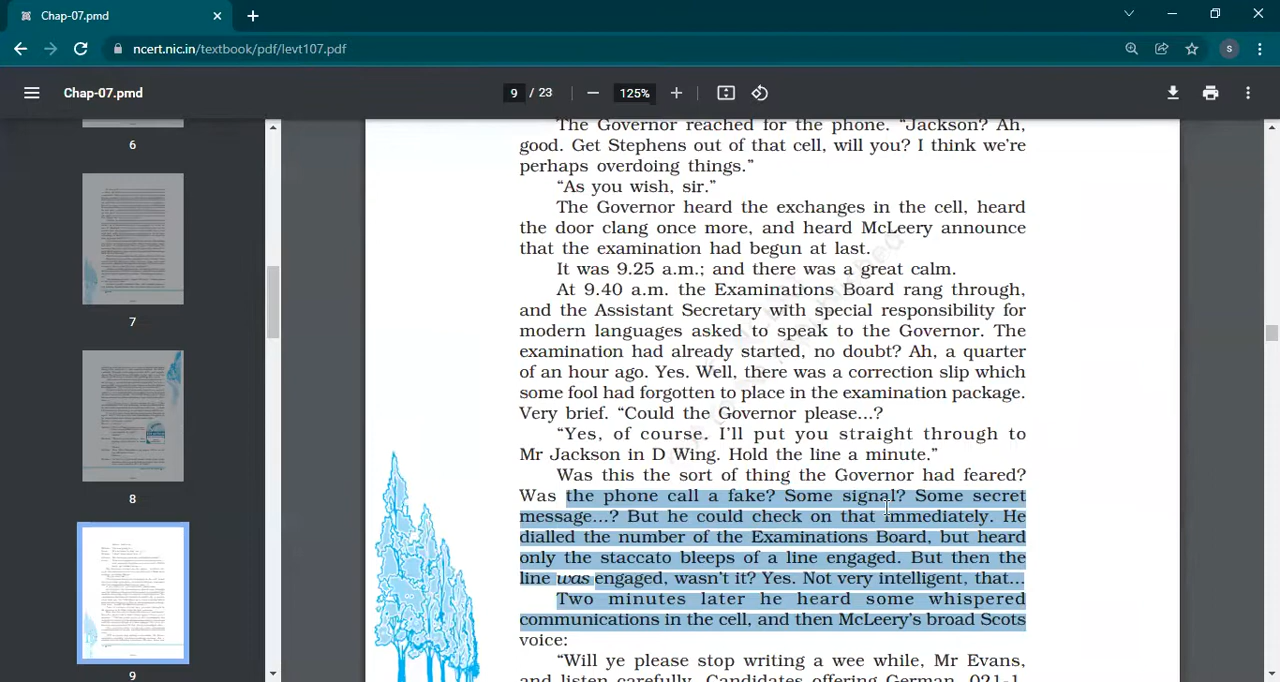 Chap-07.pmd
ncert.nic.in/textbook/pdf/levt107.pdf
S
Chap-07.pmd
9 / 23
125%
6
7
8
9
The Governor reached for the phone. “Jackson? Ah,
good. Get Stephens out of that cell, will you? I think we’re
perhaps overdoing things.”
“As you wish, sir.”
The Governor heard the exchanges in the cell, heard
the door clang once more, and heard McLeery announce
that the examination had begun at last.
It was 9.25 a.m.; and there was a great calm.
At 9.40 a.m. the Examinations Board rang through,
and the Assistant Secretary with special responsibility for
modern languages asked to speak to the Governor. The
examination had already started, no doubt? Ah, a quarter
of an hour ago. Yes. Well, there was a correction slip which
some fool had forgotten to place in the examination package.
Very brief. “Could the Governor please...?
“Yes, of course. I’ll put you straight through to
Mr Jackson in D Wing. Hold the line a minute.”
Was this the sort of thing the Governor had feared?
Was the phone call a fake? Some signal? Some secret
message...? But he could check on that immediately. He
dialled the number of the Examinations Board, but heard
only the staccato bleeps of a line engaged. But then the
line was engaged, wasn’t it? Yes. Not very intelligent, that...
Two minutes later he heard some whispered
communications in the call, and then McLeery’s broad Scots
voice:
“Will ye please stop writing a wee while, Mr Evans,
and listen carefully. Candidates offering German, 021-1,